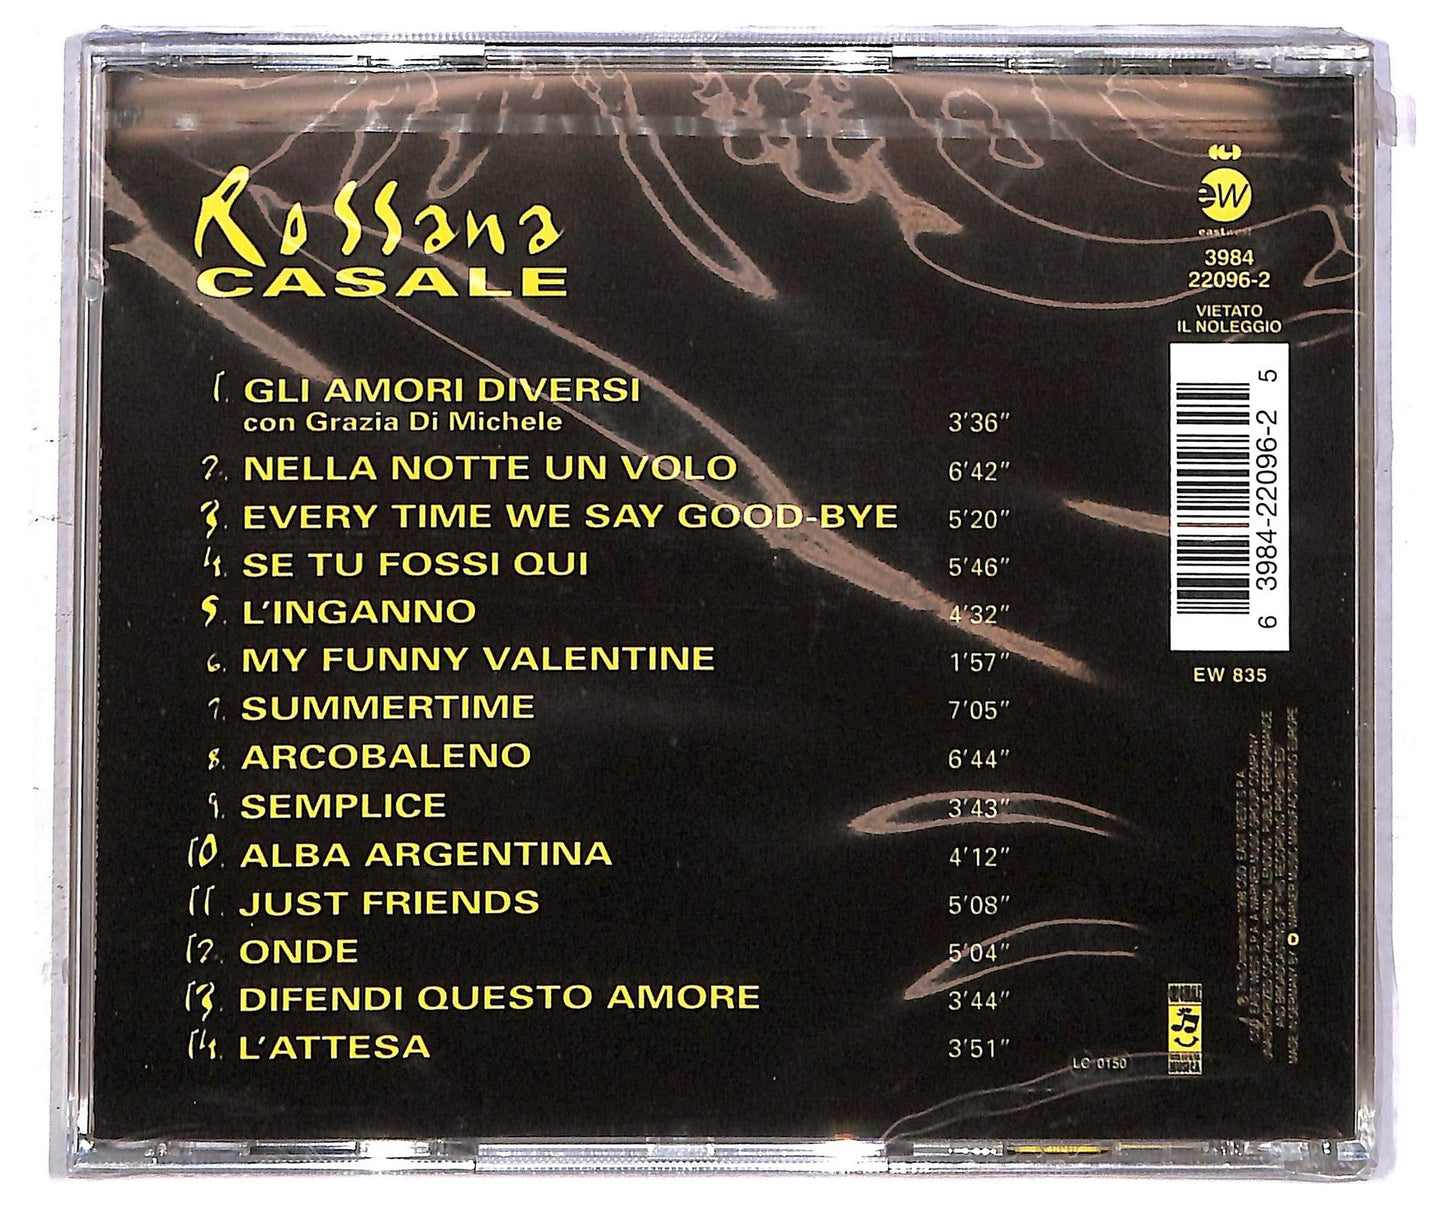 Rossana
CASALE
1. GLI AMORI DIVERSI
con Grazia Di Michele 3'36"
2. NELLA NOTTE UN VOLO 6'42"
3. EVERY TIME WE SAY GOOD-BYE 5'20"
4. SE TU FOSSI QUI 5'46"
5. L'INGANNO 4'32"
6. MY FUNNY VALENTINE 1'57"
7. SUMMERTIME 7'05"
8. ARCOBALENO 6'44"
9. SEMPLICE 3'43"
10. ALBA ARGENTINA 4'12"
11. JUST FRIENDS 5'08"
12. ONDE 5'04"
13. DIFENDI QUESTO AMORE 3'44"
14. L'ATTESA 3'51"
ew
eastwest
3984
22096-2
VIETATO
IL NOLEGGIO
6 3984-22096-2 5
EW 835
LC 0150
MUSICA